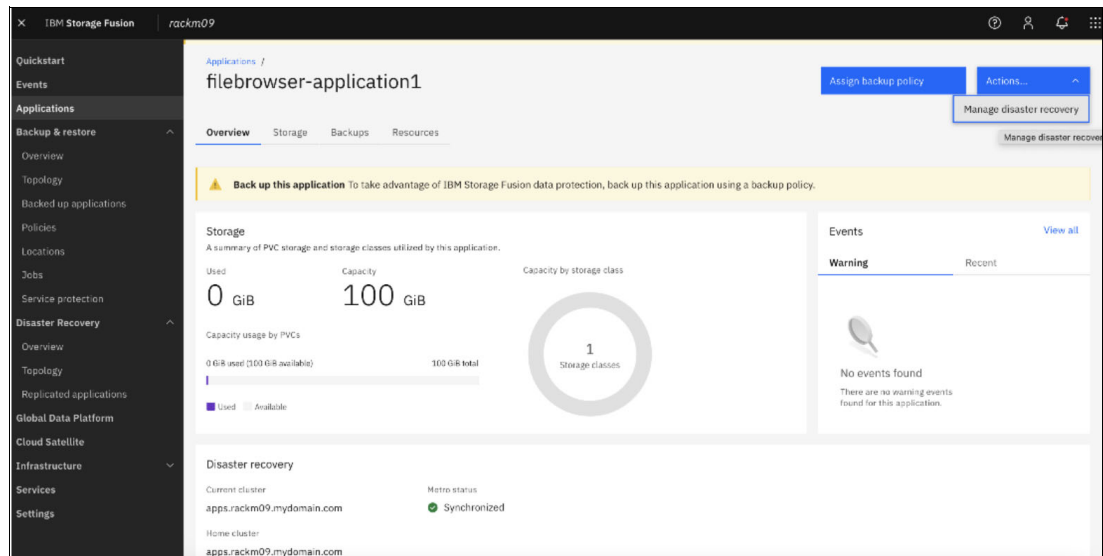 IBM Storage Fusion rackm09
Quickstart
Events
Applications
Backup & restore
Overview
Topology
Backed up applications
Policies
Locations
Jobs
Service protection
Disaster Recovery
Overview
Topology
Replicated applications
Global Data Platform
Cloud Satellite
Infrastructure
Services
Settings
Applications /
filebrowser-application1
Assign backup policy
Actions...
Manage disaster recovery
Manage disaster recover
Overview Storage Backups Resources
Back up this application To take advantage of IBM Storage Fusion data protection, back up this application using a backup policy.
Storage
A summary of PVC storage and storage classes utilized by this application.
Used Capacity Capacity by storage class
0 GiB 100 GiB
Capacity usage by PVCs
0 GiB used (100 GiB available) 100 GiB total
Used Available
1
Storage classes
Events View all
Warning Recent
No events found
There are no warning events
found for this application.
Disaster recovery
Current cluster Metro status
apps.rackm09.mydomain.com Synchronized
Home cluster
apps.rackm09.mydomain.com